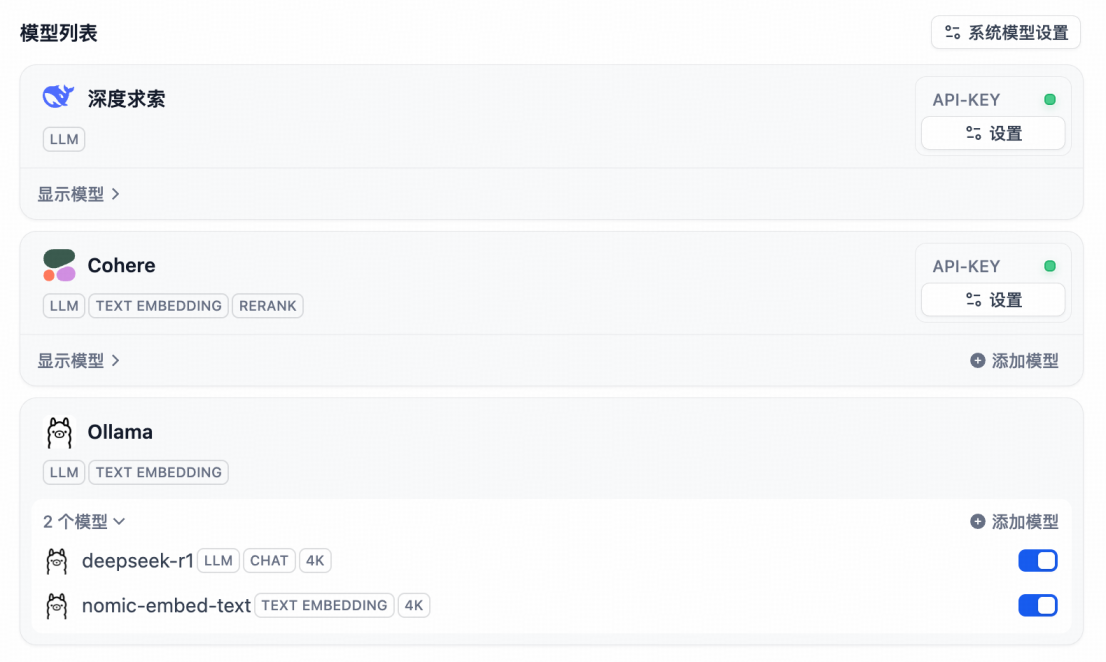 模型列表
系统模型设置
深度求索
API-KEY
LLM
设置
显示模型
Cohere
API-KEY
LLM TEXT EMBEDDING RERANK
设置
显示模型
添加模型
Ollama
LLM TEXT EMBEDDING
2 个模型
添加模型
deepseek-r1 LLM CHAT 4K
nomic-embed-text TEXT EMBEDDING 4K